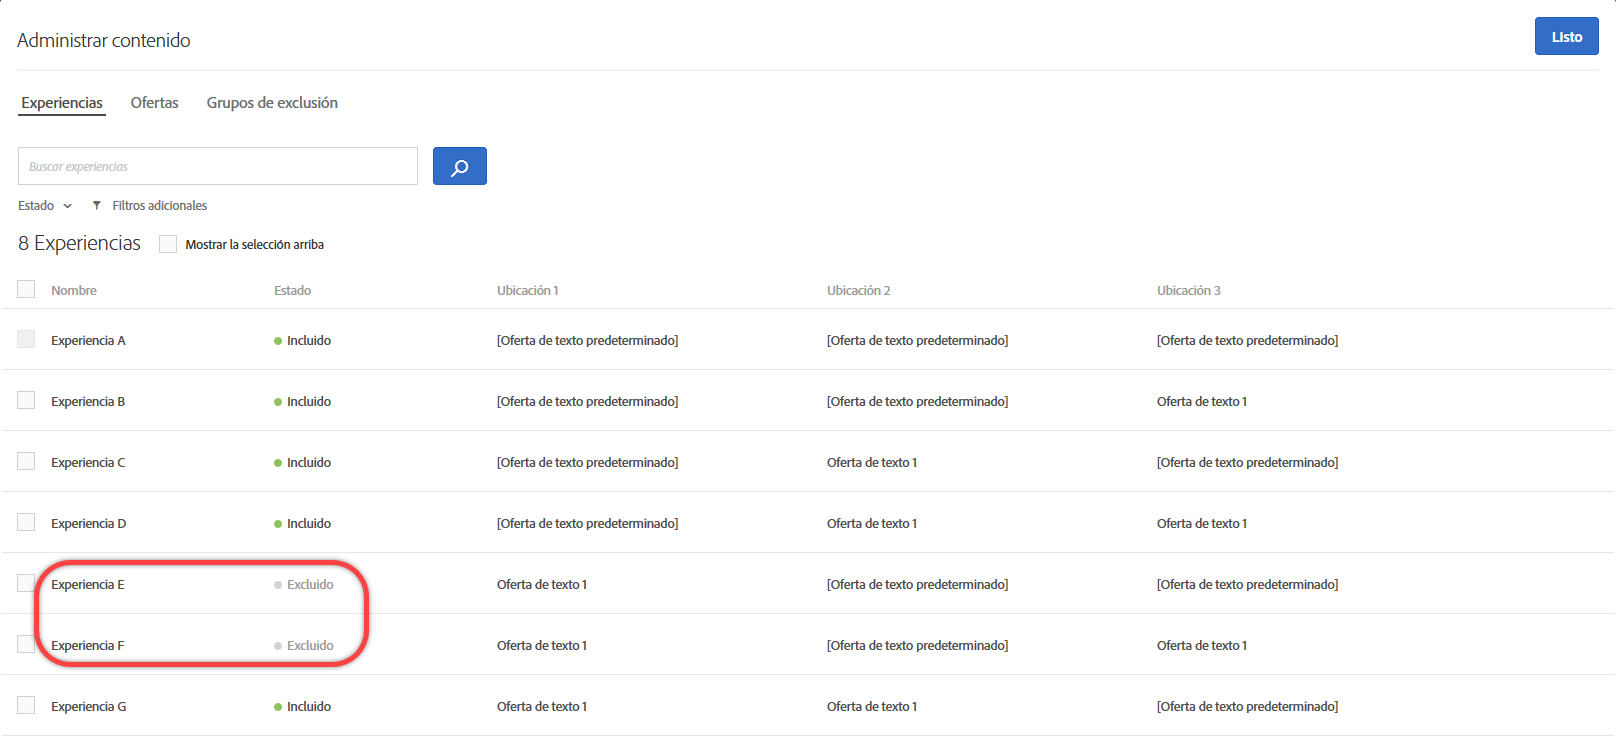 Administrar contenido
Listo
Experiencias Ofertas Grupos de exclusión
Buscar experiencias
Estado Filtros adicionales
8 Experiencias Mostrar la selección arriba
Nombre Estado Ubicación 1 Ubicación 2 Ubicación 3
Experiencia A Incluido [Oferta de texto predeterminado] [Oferta de texto predeterminado] [Oferta de texto predeterminado]
Experiencia B Incluido [Oferta de texto predeterminado] [Oferta de texto predeterminado] Oferta de texto 1
Experiencia C Incluido [Oferta de texto predeterminado] Oferta de texto 1 [Oferta de texto predeterminado]
Experiencia D Incluido [Oferta de texto predeterminado] Oferta de texto 1 Oferta de texto 1
Experiencia E Excluido Oferta de texto 1 [Oferta de texto predeterminado] [Oferta de texto predeterminado]
Experiencia F Excluido Oferta de texto 1 [Oferta de texto predeterminado] Oferta de texto 1
Experiencia G Incluido Oferta de texto 1 Oferta de texto 1 [Oferta de texto predeterminado]